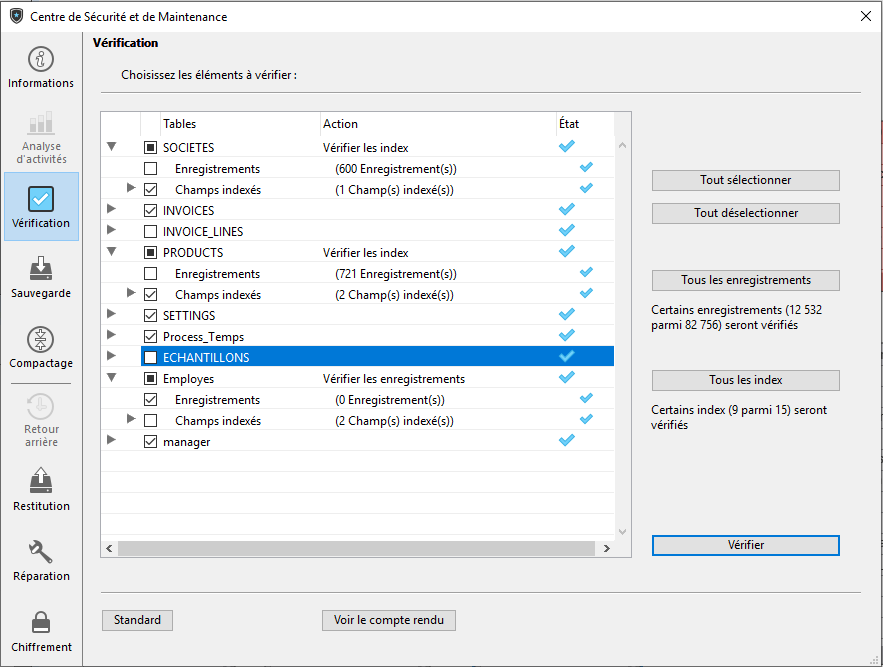 Centre de Sécurité et de Maintenance
Informations
Analyse
d'activités
Vérification
Sauvegarde
Compactage
Retour
arrière
Restitution
Réparation
Chiffrement
Vérification
Choisissez les éléments à vérifier :
Tables Action État
SOCIETES Vérifier les index
Enregistrements (600 Enregistrement(s))
Champs indexés (1 Champ(s) indexé(s))
INVOICES
INVOICE_LINES
PRODUCTS Vérifier les index
Enregistrements (721 Enregistrement(s))
Champs indexés (2 Champ(s) indexé(s))
SETTINGS
Process_Temps
ECHANTILLONS
Employes Vérifier les enregistrements
Enregistrements (0 Enregistrement(s))
Champs indexés (2 Champ(s) indexé(s))
manager
Tout sélectionner
Tout déselectionner
Tous les enregistrements
Certains enregistrements (12 532
parmi 82 756) seront vérifiés
Tous les index
Certains index (9 parmi 15) seront
vérifiés
Vérifier
Standard
Voir le compte rendu